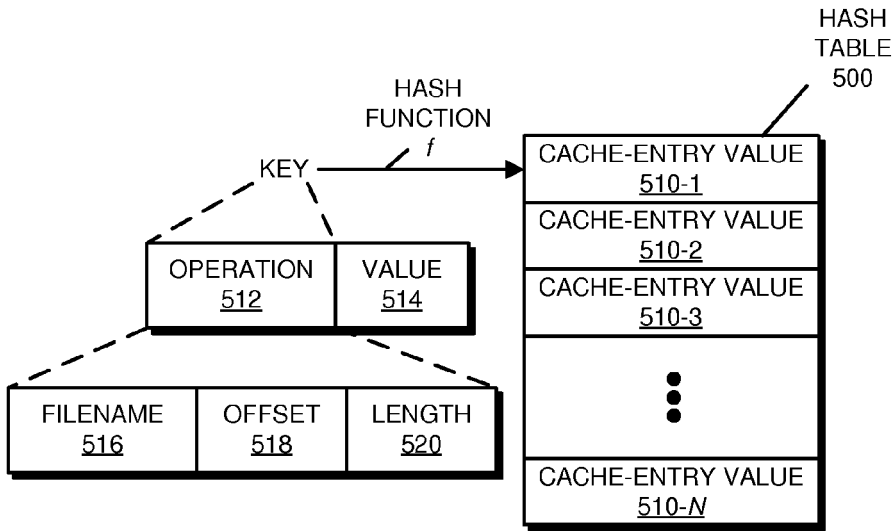 HASH
TABLE
500
HASH
FUNCTION
f
KEY
CACHE-ENTRY VALUE
510-1
CACHE-ENTRY VALUE
510-2
CACHE-ENTRY VALUE
510-3
CACHE-ENTRY VALUE
510-N
OPERATION
512
VALUE
514
FILENAME
516
OFFSET
518
LENGTH
520